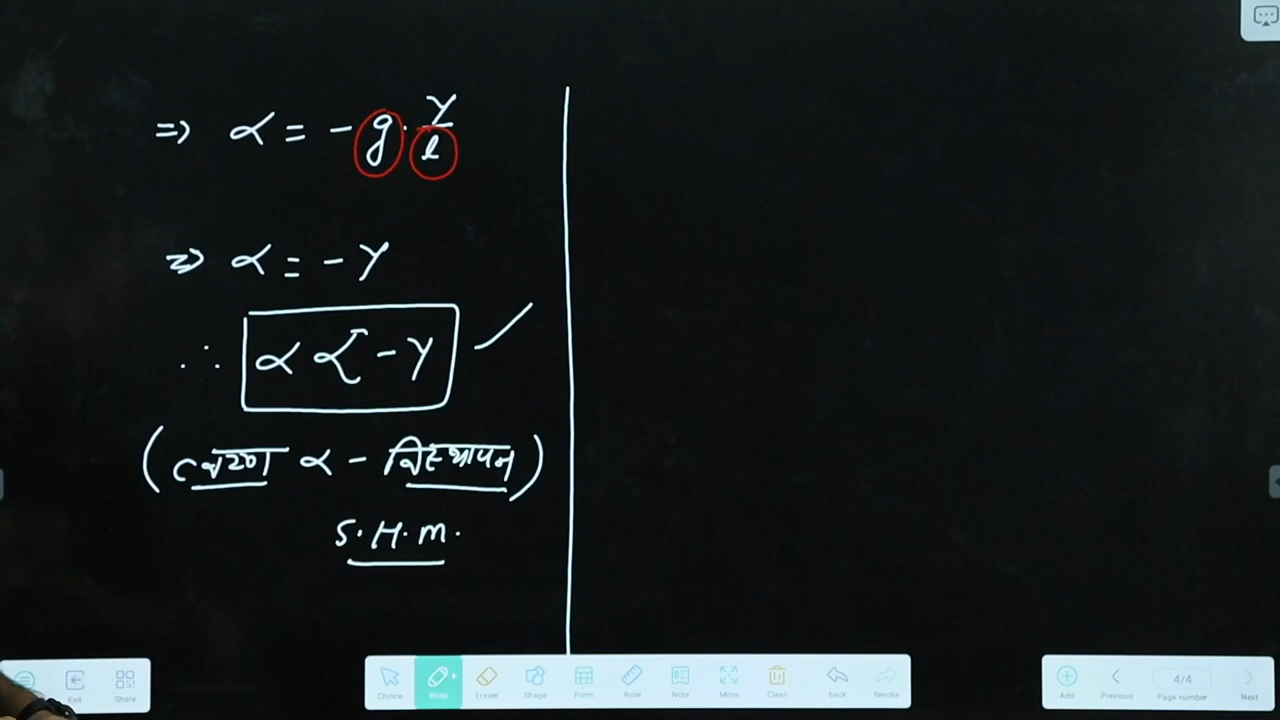 => α = -g · y/l
=> α = -y
∴ α ∝ -y
(त्वरण α - विस्थापन)
S.H.M.
Exit Share Choice Write Eraser Shape Form Ruler Note Move Clean back Revoke Add Previous 4/4 Page number Next